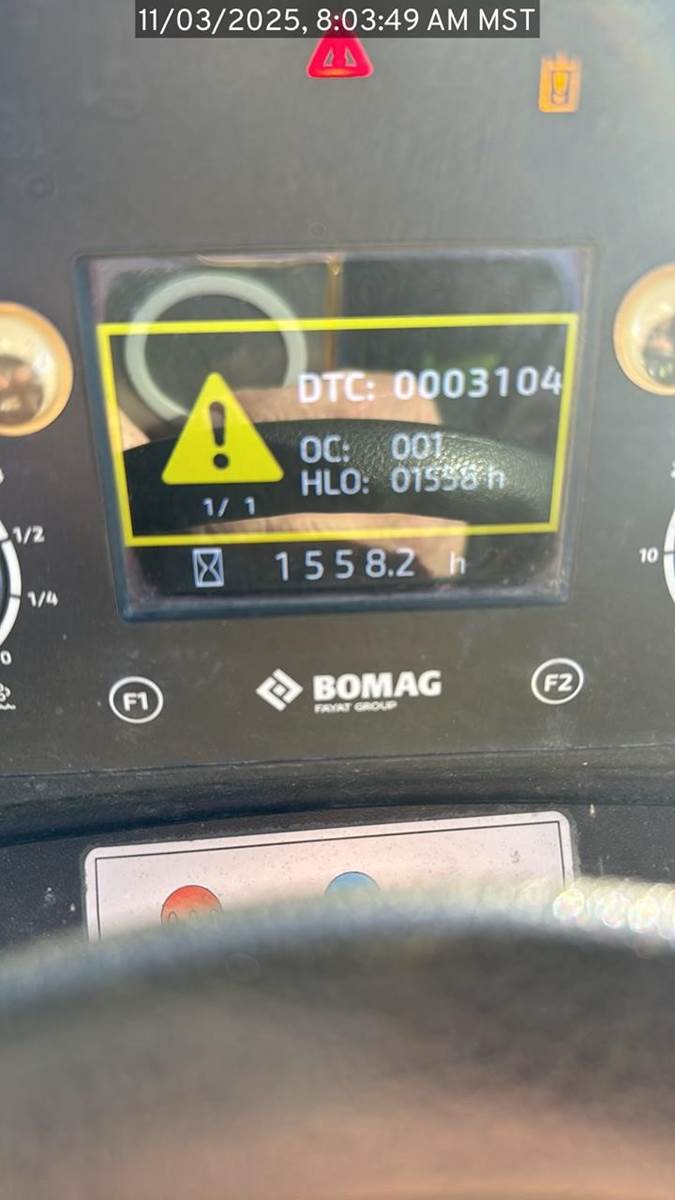 11/03/2025, 8:03:49 AM MST
DTC: 0003104
OC: 001
HLO: 01558 h
1/ 1
1558.2 h
1/2
1/4
0
10
F1
BOMAG
FAYAT GROUP
F2